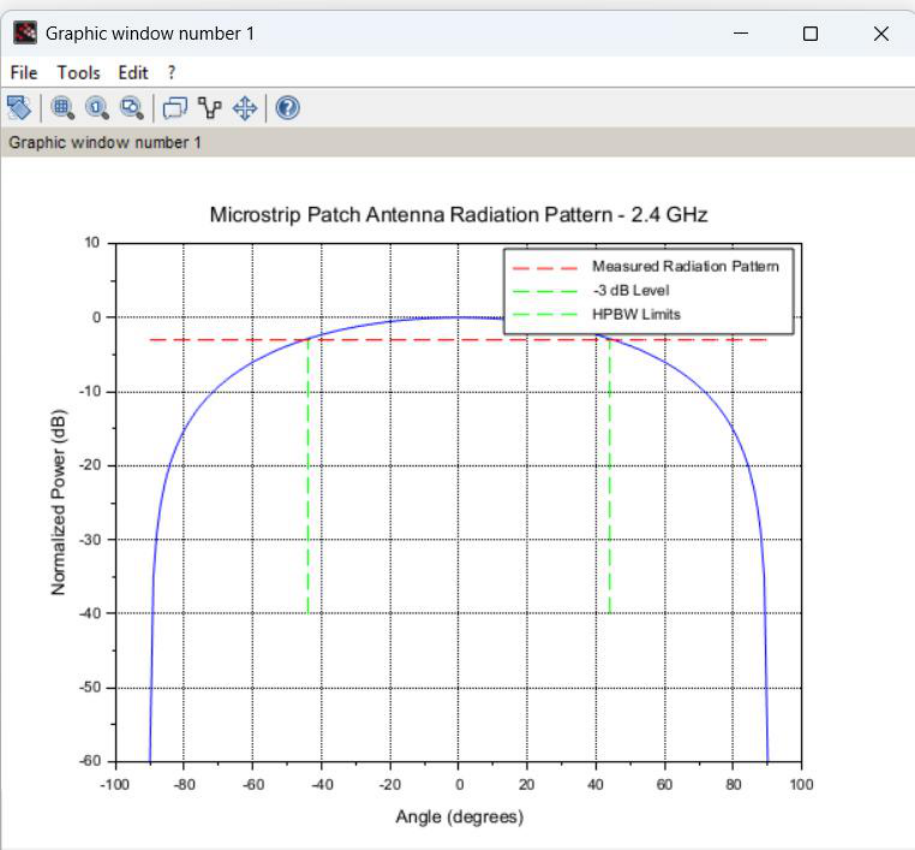 Graphic window number 1
File Tools Edit ?
Graphic window number 1
Microstrip Patch Antenna Radiation Pattern - 2.4 GHz
Measured Radiation Pattern
-3 dB Level
HPBW Limits
Normalized Power (dB)
10
0
-10
-20
-30
-40
-50
-60
-100 -80 -60 -40 -20 0 20 40 60 80 100
Angle (degrees)